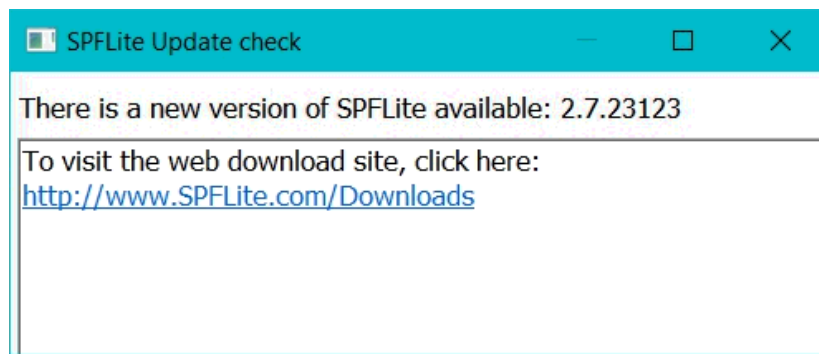 SPFLite Update check
There is a new version of SPFLite available: 2.7.23123
To visit the web download site, click here:
http://www.SPFLite.com/Downloads